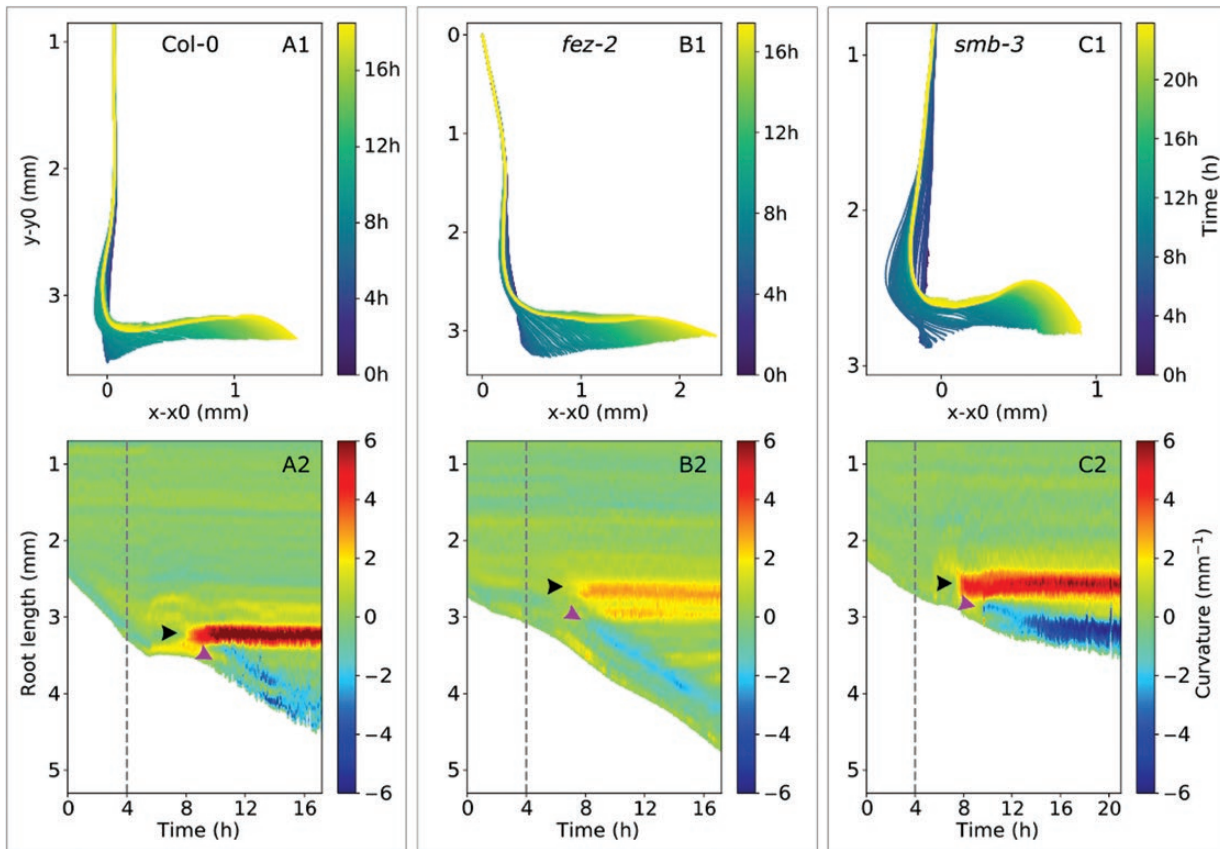 Col-0 A1
1
2
3
y-y0 (mm)
0 1
x-x0 (mm)
16h
12h
8h
4h
0h
fez-2 B1
0
1
2
3
0 1 2
x-x0 (mm)
16h
12h
8h
4h
0h
smb-3 C1
1
2
3
0 1
x-x0 (mm)
20h
16h
12h
8h
4h
0h
Time (h)
A2
1
2
3
4
5
Root length (mm)
0 4 8 12 16
Time (h)
6
4
2
0
−2
−4
−6
B2
1
2
3
4
5
0 4 8 12 16
Time (h)
6
4
2
0
−2
−4
−6
C2
1
2
3
4
5
0 4 8 12 16 20
Time (h)
6
4
2
0
−2
−4
−6
Curvature (mm⁻¹)